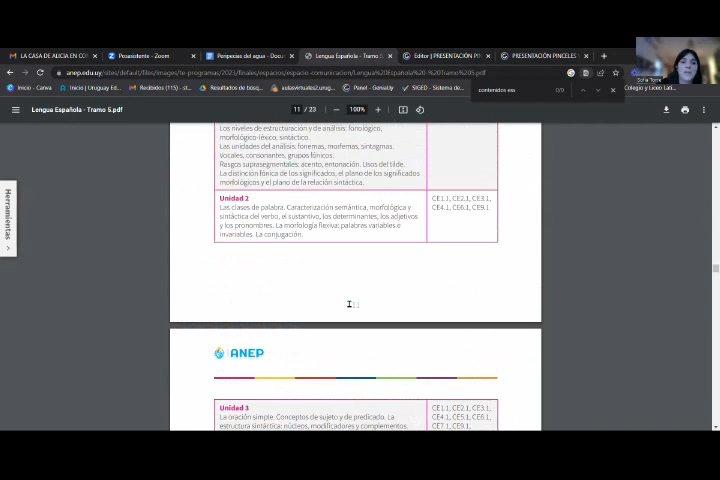 LA CASA DE ALICIA EN CO
Peoasistente - Zoom
Peripecias del agua - Docu
Lengua Española - Tramo 5.
Editor | PRESENTACIÓN PI
PRESENTACIÓN PINCELES
Sofia Torre
anep.edu.uy/sites/default/files/images/te-programas/2023/finales/espacios/espacio-comunicacion/Lengua%20Española%20-%20Tramo%205.pdf
Inicio - Canva
Inicio | Uruguay Ed
Recibidos (115) - st
Resultados de búsq
aulasvirtuales2.urug
Panel - Genially
SIGED - Sistema de
Colegio y Liceo Lati
contenidos esa
0/0
Lengua Española - Tramo 5.pdf
11 / 23
100%
Herramientas
Los niveles de estructuración y de análisis: fonológico,
morfológico-léxico, sintáctico.
Las unidades del análisis: fonemas, morfemas, sintagmas.
Vocales, consonantes, grupos fónicos.
Rasgos suprasegmentales: acento, entonación. Usos del tilde.
La distinción fónica de los significados, el plano de los significados
morfológicos y el plano de la relación sintáctica.
Unidad 2
Las clases de palabra. Caracterización semántica, morfológica y
sintáctica del verbo, el sustantivo, los determinantes, los adjetivos
y los pronombres. La morfología flexiva: palabras variables e
invariables. La conjugación.
CE1.1, CE2.1, CE3.1,
CE4.1, CE6.1, CE9.1
11
ANEP
Unidad 3
La oración simple. Conceptos de sujeto y de predicado. La
estructura sintáctica: núcleos, modificadores y complementos.
CE1.1, CE2.1, CE3.1,
CE4.1, CE5.1, CE6.1,
CE7.1, CE9.1,